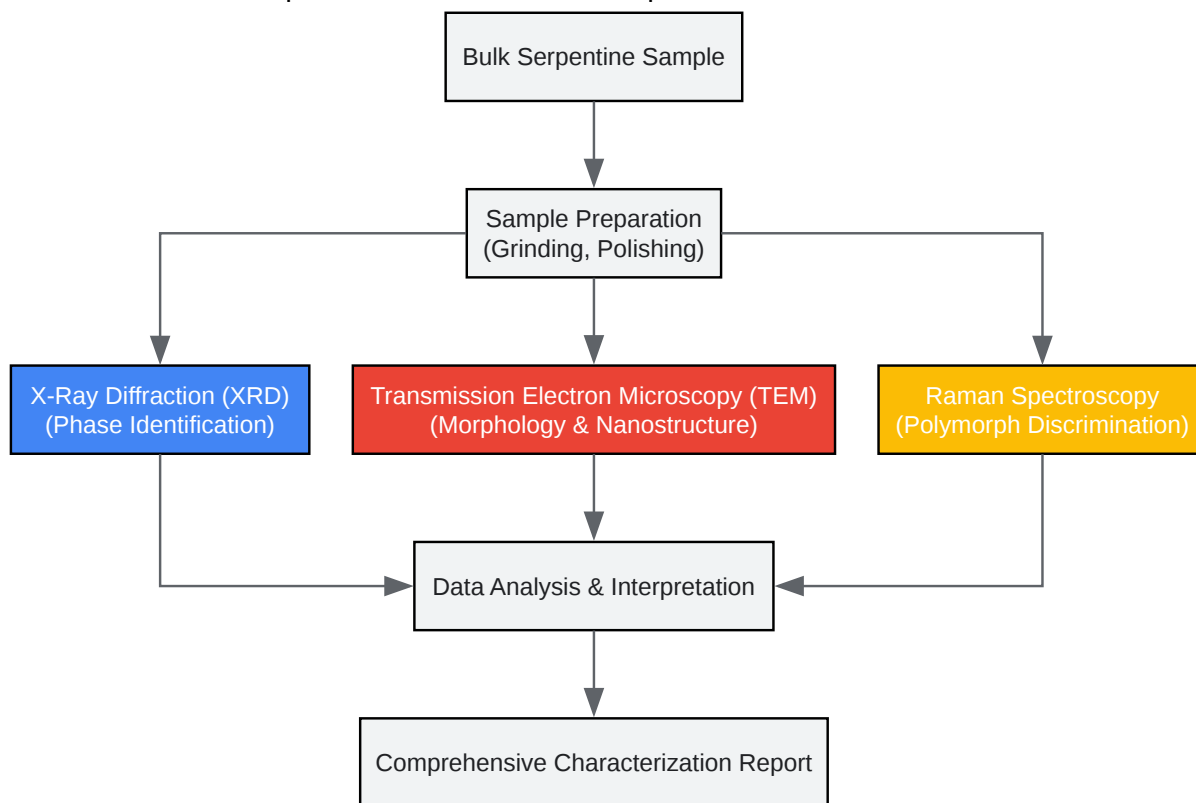 Bulk Serpentine Sample
Sample Preparation
(Grinding, Polishing)
X-Ray Diffraction (XRD)
(Phase Identification)
Transmission Electron Microscopy (TEM)
(Morphology & Nanostructure)
Raman Spectroscopy
(Polymorph Discrimination)
Data Analysis & Interpretation
Comprehensive Characterization Report